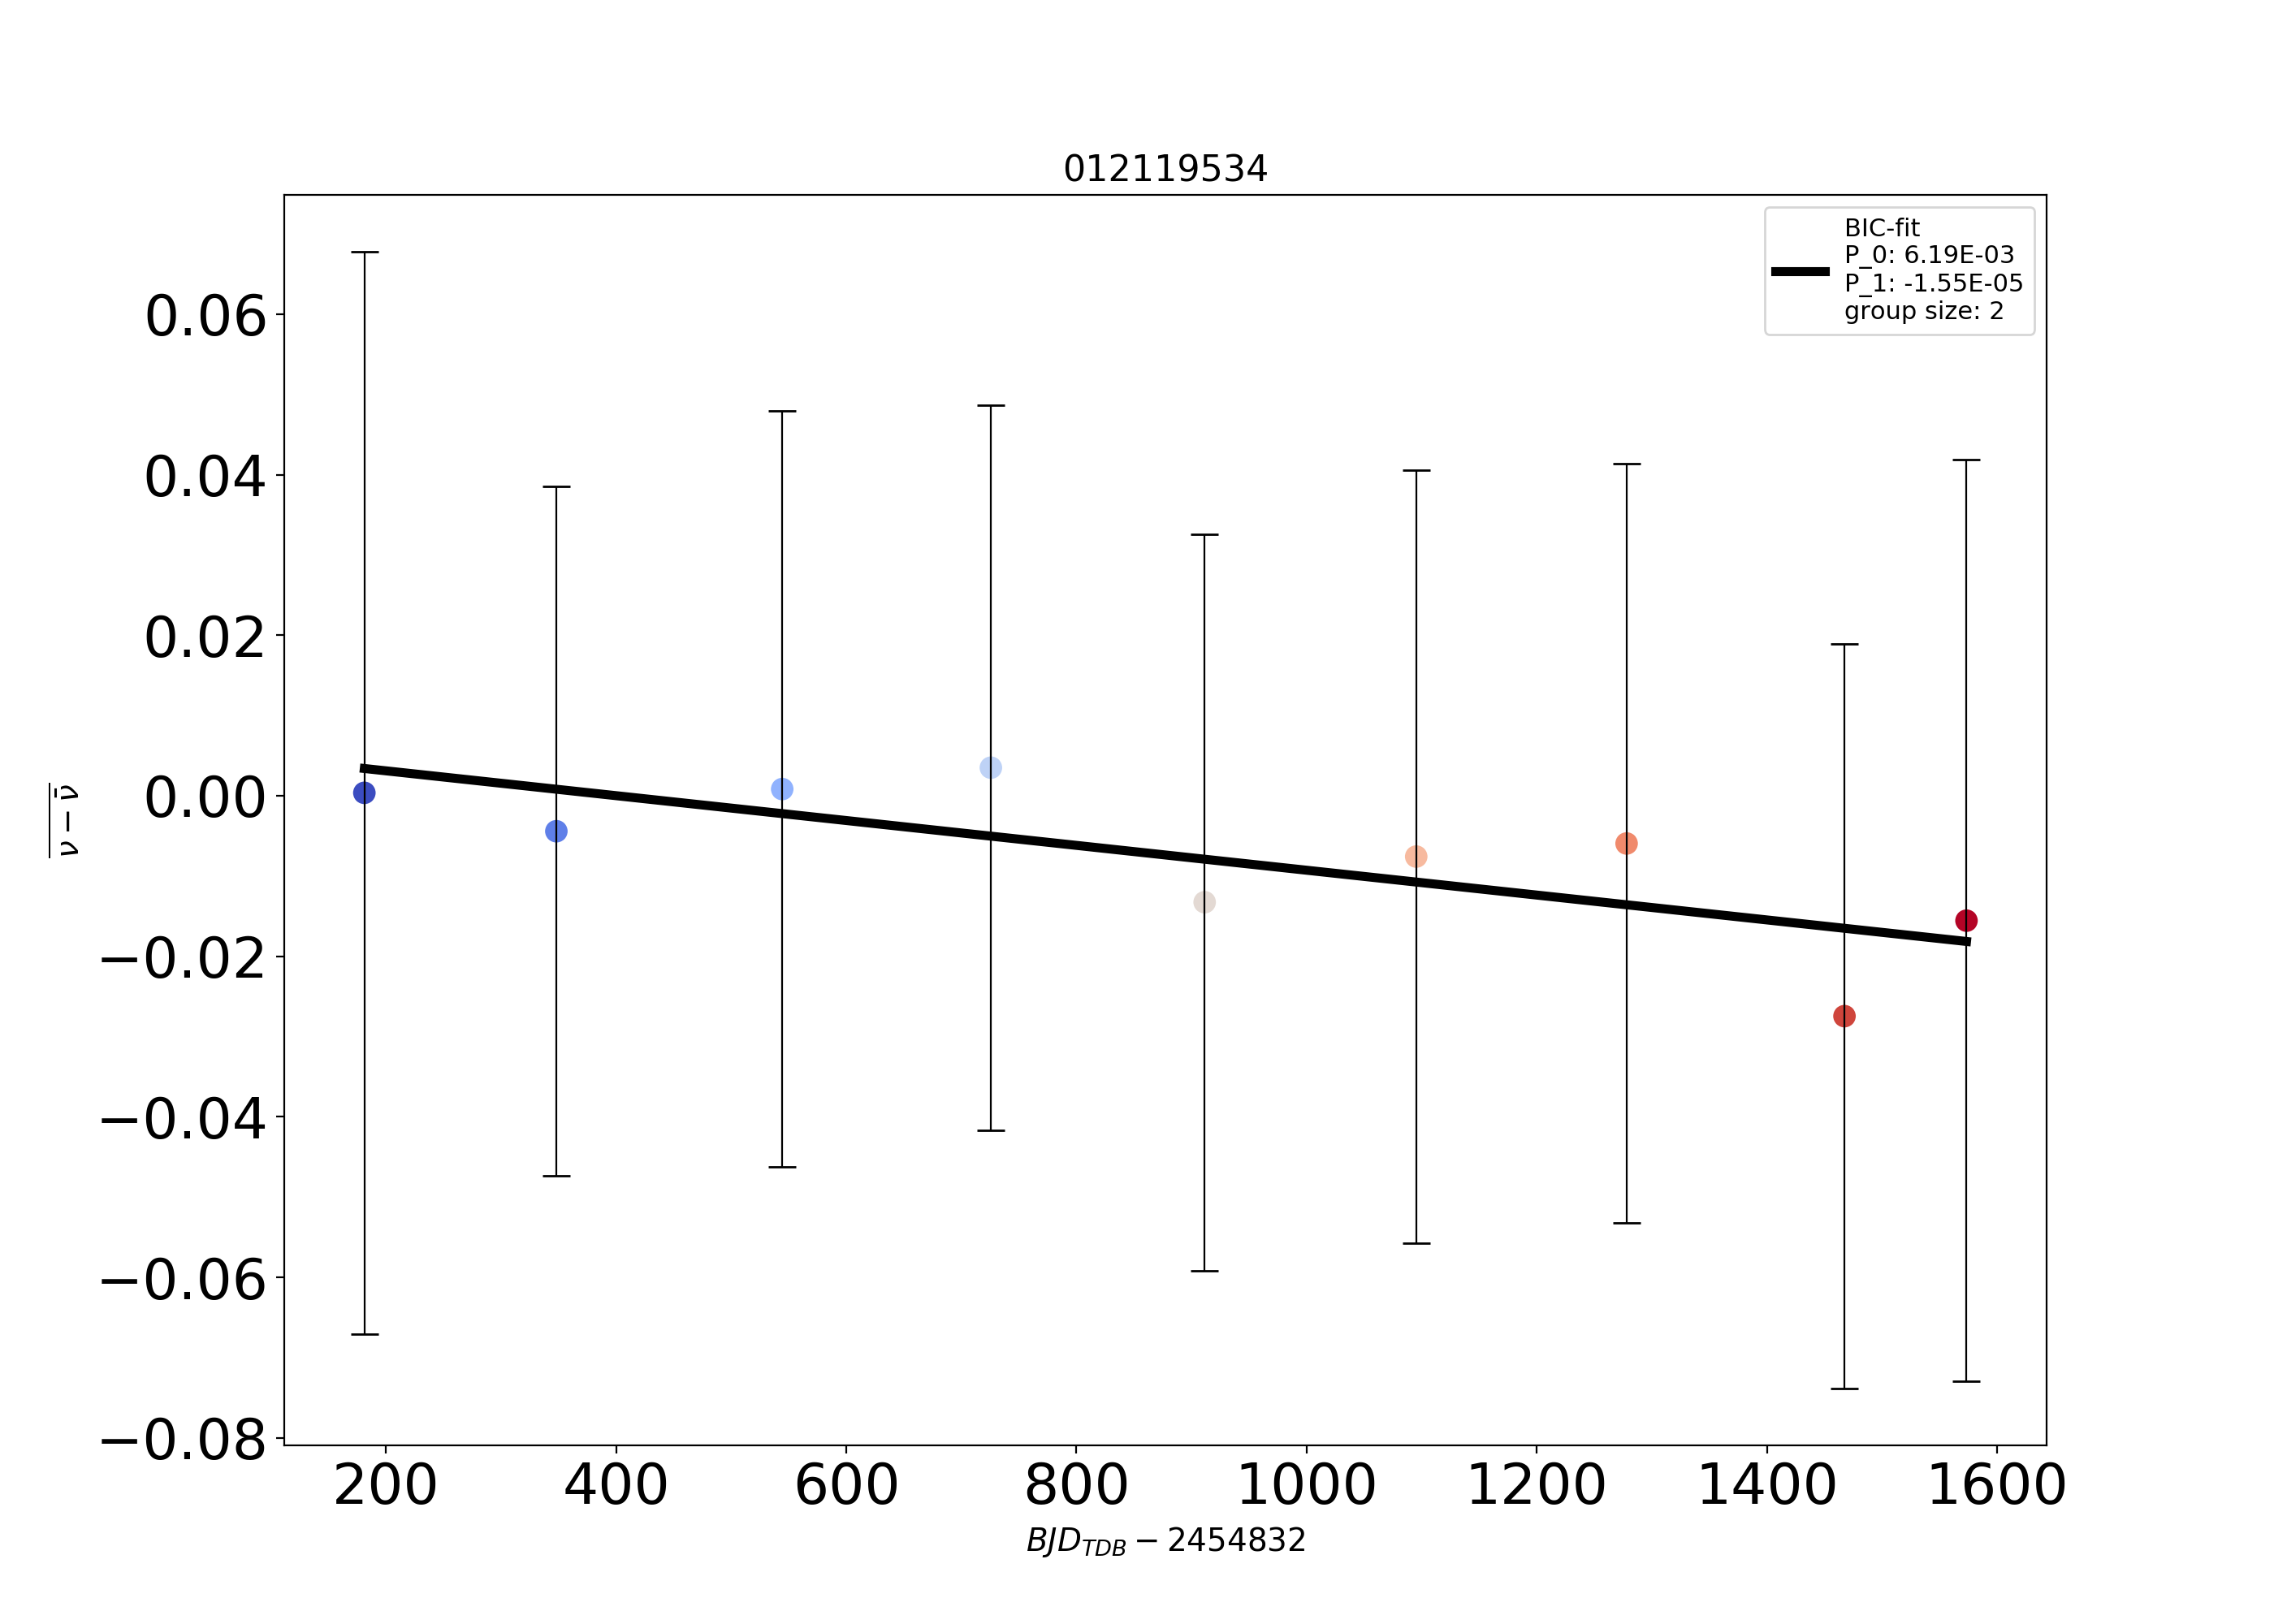 012119534
BIC-fit
P_0: 6.19E-03
P_1: -1.55E-05
group size: 2
0.06
0.04
0.02
0.00
−0.02
−0.04
−0.06
−0.08
ν − ν̄
200 400 600 800 1000 1200 1400 1600
BJD_TDB − 2454832